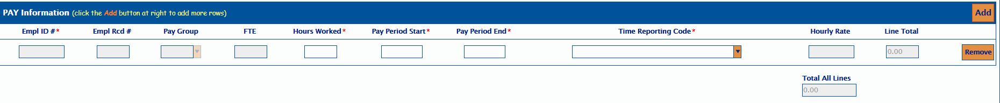 PAY Information (click the Add button at right to add more rows) Add
Empl ID #* Empl Rcd # Pay Group FTE Hours Worked* Pay Period Start* Pay Period End* Time Reporting Code* Hourly Rate Line Total
0.00 Remove
Total All Lines
0.00